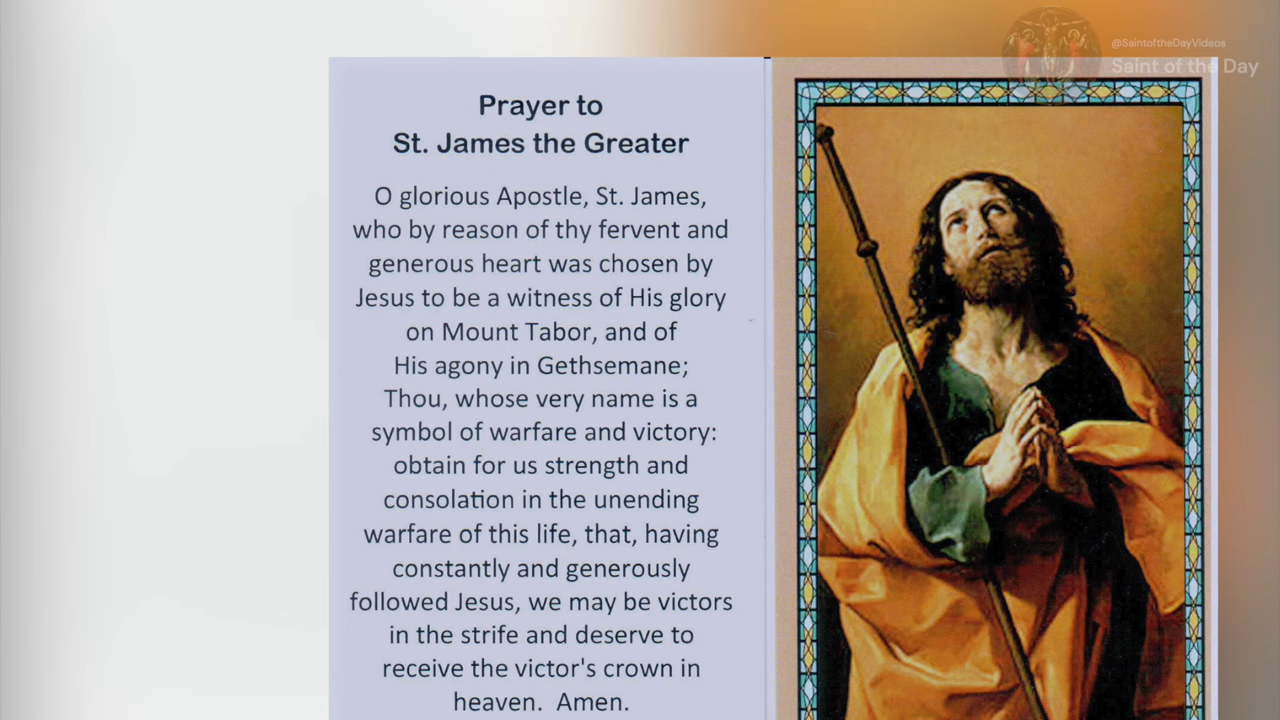 @SaintoftheDayVideos
Saint of the Day
Prayer to
St. James the Greater
O glorious Apostle, St. James,
who by reason of thy fervent and
generous heart was chosen by
Jesus to be a witness of His glory
on Mount Tabor, and of
His agony in Gethsemane;
Thou, whose very name is a
symbol of warfare and victory:
obtain for us strength and
consolation in the unending
warfare of this life, that, having
constantly and generously
followed Jesus, we may be victors
in the strife and deserve to
receive the victor's crown in
heaven. Amen.